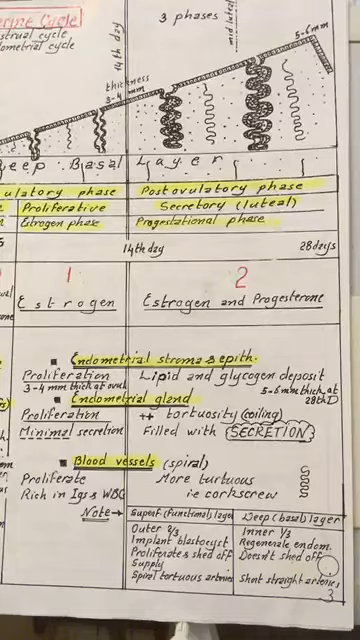 erine Cycle
strual cycle
ometrial cycle
3 phases
14th day
mid luteal
5-6mm
thickness
3-4 mm
Deep Basal Layer
ulatory phase Postovulatory phase
Proliferative Secretory (luteal)
Estrogen phase Progestational phase
14th day 28days
1 2
Estrogen Estrogen and Progesterone
Endometrial stroma & epith.
Proliferation Lipid and glycogen deposit
3-4 mm thick at ovul 5-6 mm thick at
28th D
Endometrial gland
Proliferation ++ tortuosity (coiling)
Minimal secretion Filled with SECRETION
Blood vessels (spiral)
Proliferate More turtuous
Rich in Igs & WBC i.e corkscrew
Note→ Superf (functional) layer Deep (basal) layer
Outer 2/3 Inner 1/3
Implant blastocyst Regenerate endom.
Proliferate & shed off Doesn't shed off
Supply
Spiral tortuous arteries Short straight arteries
3